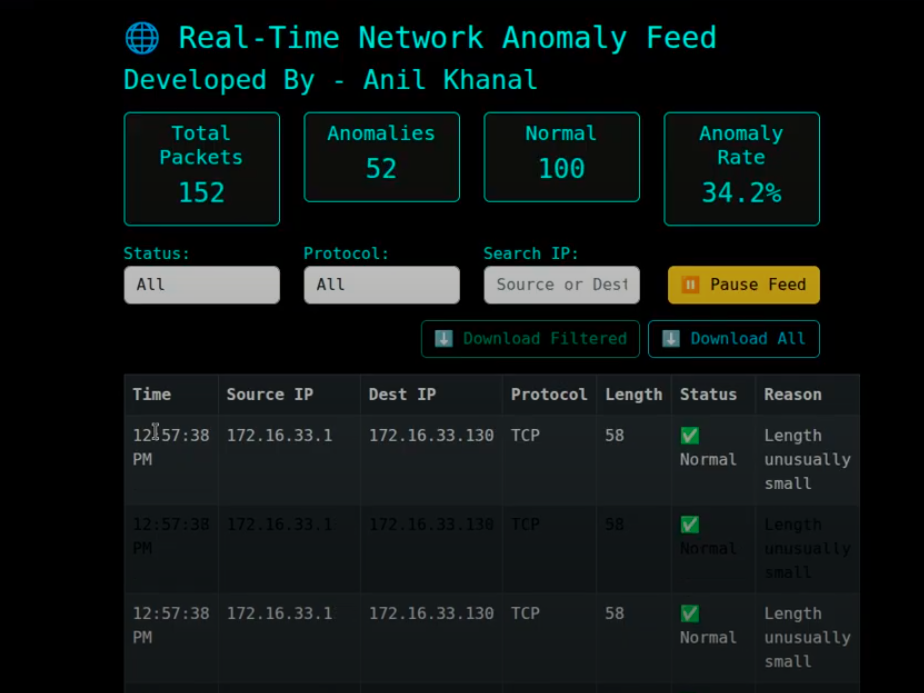 🌐 Real-Time Network Anomaly Feed
Developed By - Anil Khanal
Total Packets
152
Anomalies
52
Normal
100
Anomaly Rate
34.2%
Status:
Protocol:
Search IP:
All
All
Source or Dest
⏸ Pause Feed
⬇ Download Filtered
⬇ Download All
Time Source IP Dest IP Protocol Length Status Reason
12:57:38 PM 172.16.33.1 172.16.33.130 TCP 58 ✅ Normal Length unusually small
12:57:38 PM 172.16.33.1 172.16.33.130 TCP 58 ✅ Normal Length unusually small
12:57:38 PM 172.16.33.1 172.16.33.130 TCP 58 ✅ Normal Length unusually small